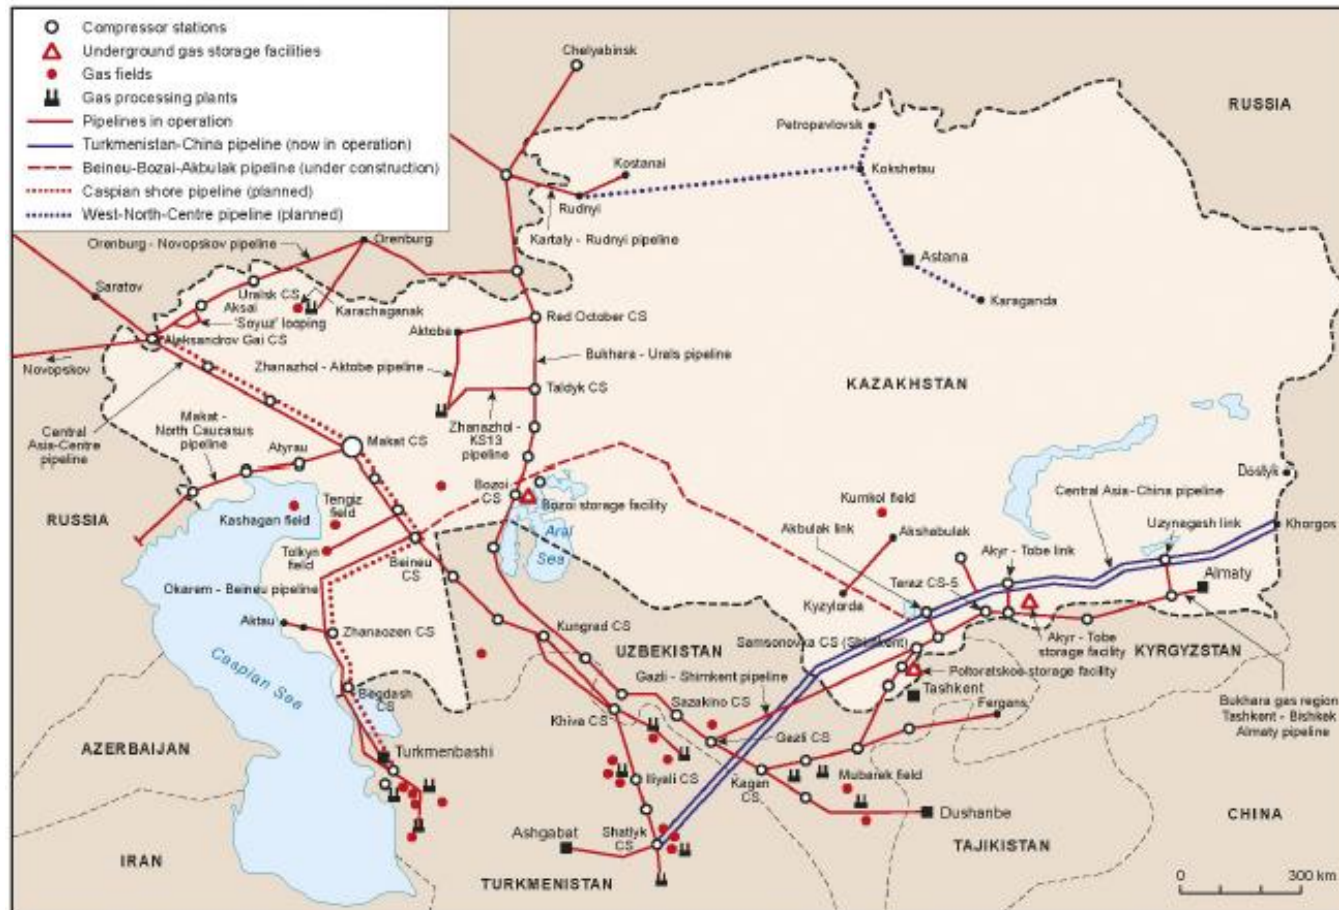 Compressor stations
Underground gas storage facilities
Gas fields
Gas processing plants
Pipelines in operation
Turkmenistan-China pipeline (now in operation)
Beineu-Bozai-Akbulak pipeline (under construction)
Caspian shore pipeline (planned)
West-North-Centre pipeline (planned)
Chelyabinsk
RUSSIA
Petropavlovsk
Kostanai
Kokshetau
Rudnyi
Orenburg - Novopskov pipeline
Orenburg
Kartaly - Rudnyi pipeline
Astana
Saratov
Uralsk CS
Aksai
Karachaganak
Karaganda
'Soyuz' looping
Aktobe
Red October CS
Aleksandrov Gai CS
Novopskov
Zhanazhol - Aktobe pipeline
Bukhara - Urals pipeline
KAZAKHSTAN
Taldyk CS
Central
Asia-Centre
pipeline
Makat -
North Caucasus
pipeline
Makat CS
Zhanazhol -
KS13
pipeline
Atyrau
Dostyk
Bozoi
CS
Bozoi storage facility
Kumkol field
Central Asia-China pipeline
RUSSIA
Kashagan field
Tengiz
field
Aral
Sea
Akbulak link
Akshabulak
Uzynagash link
Khorgos
Tolkyn
field
Beineu
CS
Akyr - Tobe link
Taraz CS-5
Almaty
Okarem - Beineu pipeline
Kyzylorda
Aktau
Zhanaozen CS
Kungrad CS
Samsonovka CS (Shimkent)
Akyr - Tobe
storage facility
KYRGYZSTAN
UZBEKISTAN
Caspian Sea
Gazli - Shimkent pipeline
Poltoratskoe storage facility
Bekdash
CS
Sazakino CS
Tashkent
Fergana
Bukhara gas region
Tashkent - Bishkek
Almaty pipeline
Khiva CS
Gazli CS
AZERBAIJAN
Turkmenbashi
Iliyali CS
Kagan
CS
Mubarek field
Dushanbe
CHINA
Ashgabat
Shatlyk
CS
TAJIKISTAN
IRAN
TURKMENISTAN
0 300 km